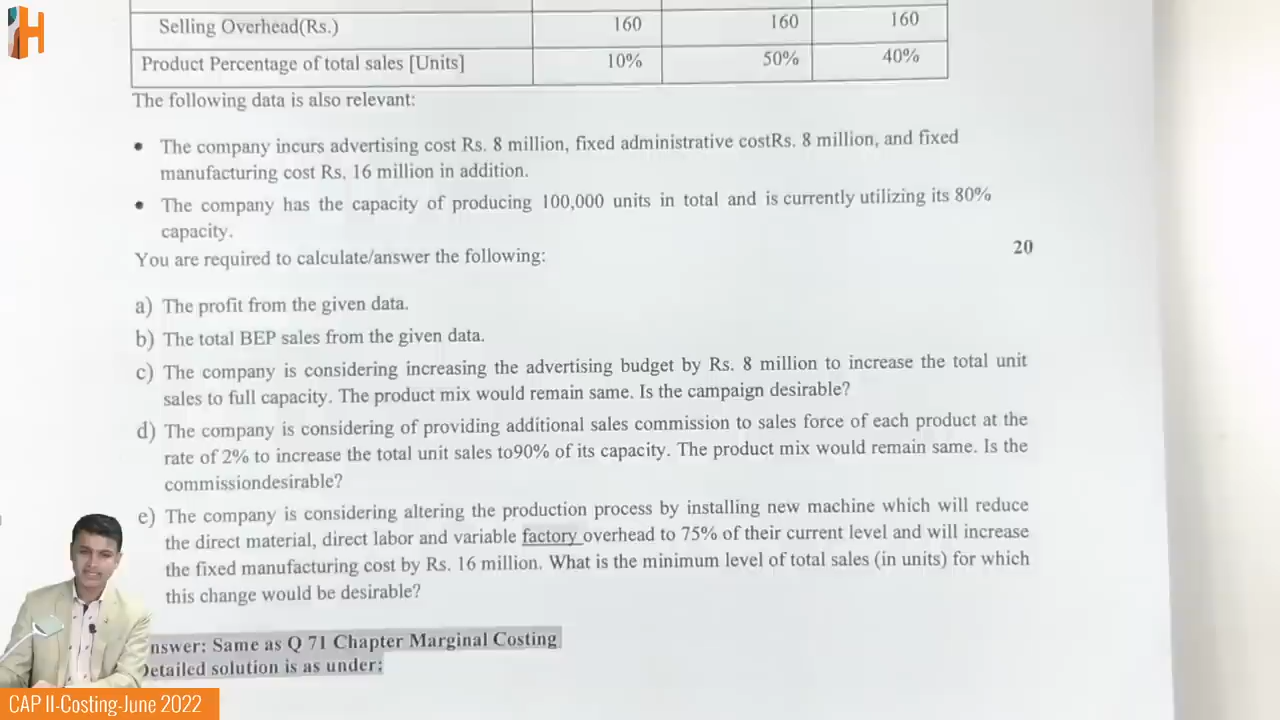 H
Selling Overhead(Rs.) 160 160 160
Product Percentage of total sales [Units] 10% 50% 40%
The following data is also relevant:
• The company incurs advertising cost Rs. 8 million, fixed administrative costRs. 8 million, and fixed
manufacturing cost Rs. 16 million in addition.
• The company has the capacity of producing 100,000 units in total and is currently utilizing its 80%
capacity.
You are required to calculate/answer the following:
20
a) The profit from the given data.
b) The total BEP sales from the given data.
c) The company is considering increasing the advertising budget by Rs. 8 million to increase the total unit
sales to full capacity. The product mix would remain same. Is the campaign desirable?
d) The company is considering of providing additional sales commission to sales force of each product at the
rate of 2% to increase the total unit sales to90% of its capacity. The product mix would remain same. Is the
commissiondesirable?
e) The company is considering altering the production process by installing new machine which will reduce
the direct material, direct labor and variable factory overhead to 75% of their current level and will increase
the fixed manufacturing cost by Rs. 16 million. What is the minimum level of total sales (in units) for which
this change would be desirable?
nswer: Same as Q 71 Chapter Marginal Costing
Detailed solution is as under:
CAP II-Costing-June 2022